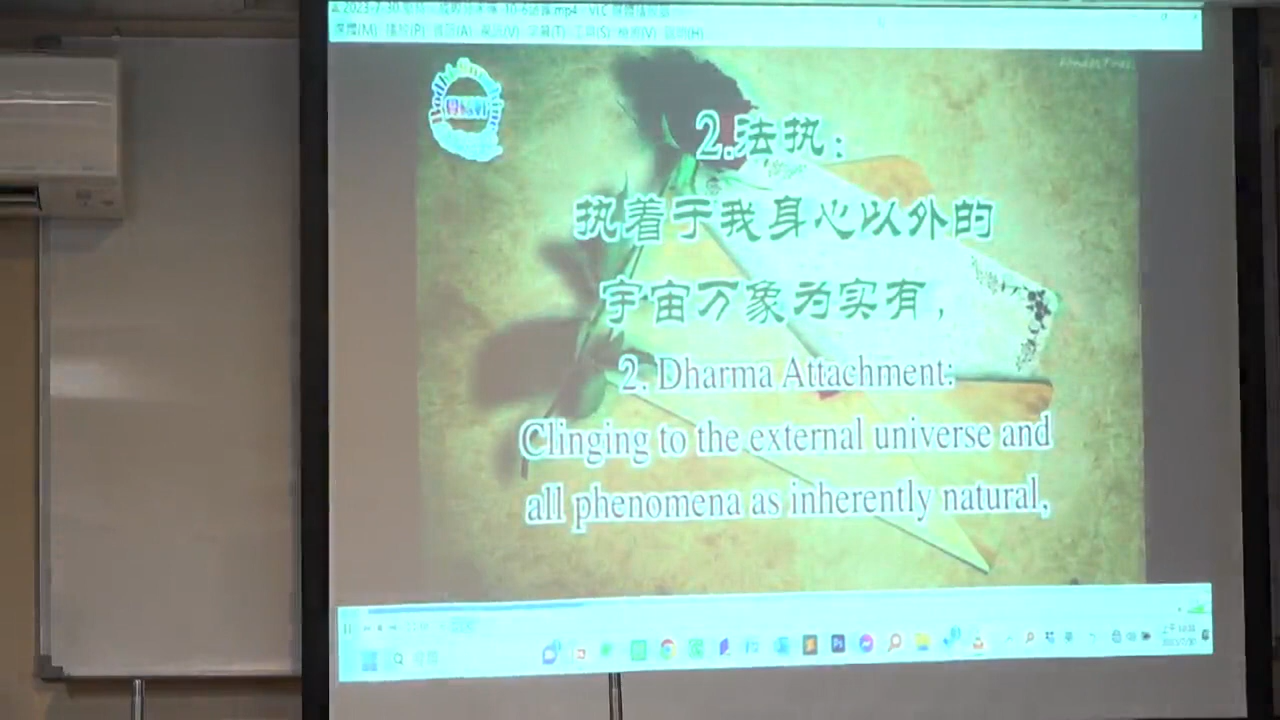 2.法执：
执着于我身心以外的
宇宙万象为实有，
2. Dharma Attachment:
Clinging to the external universe and
all phenomena as inherently natural,